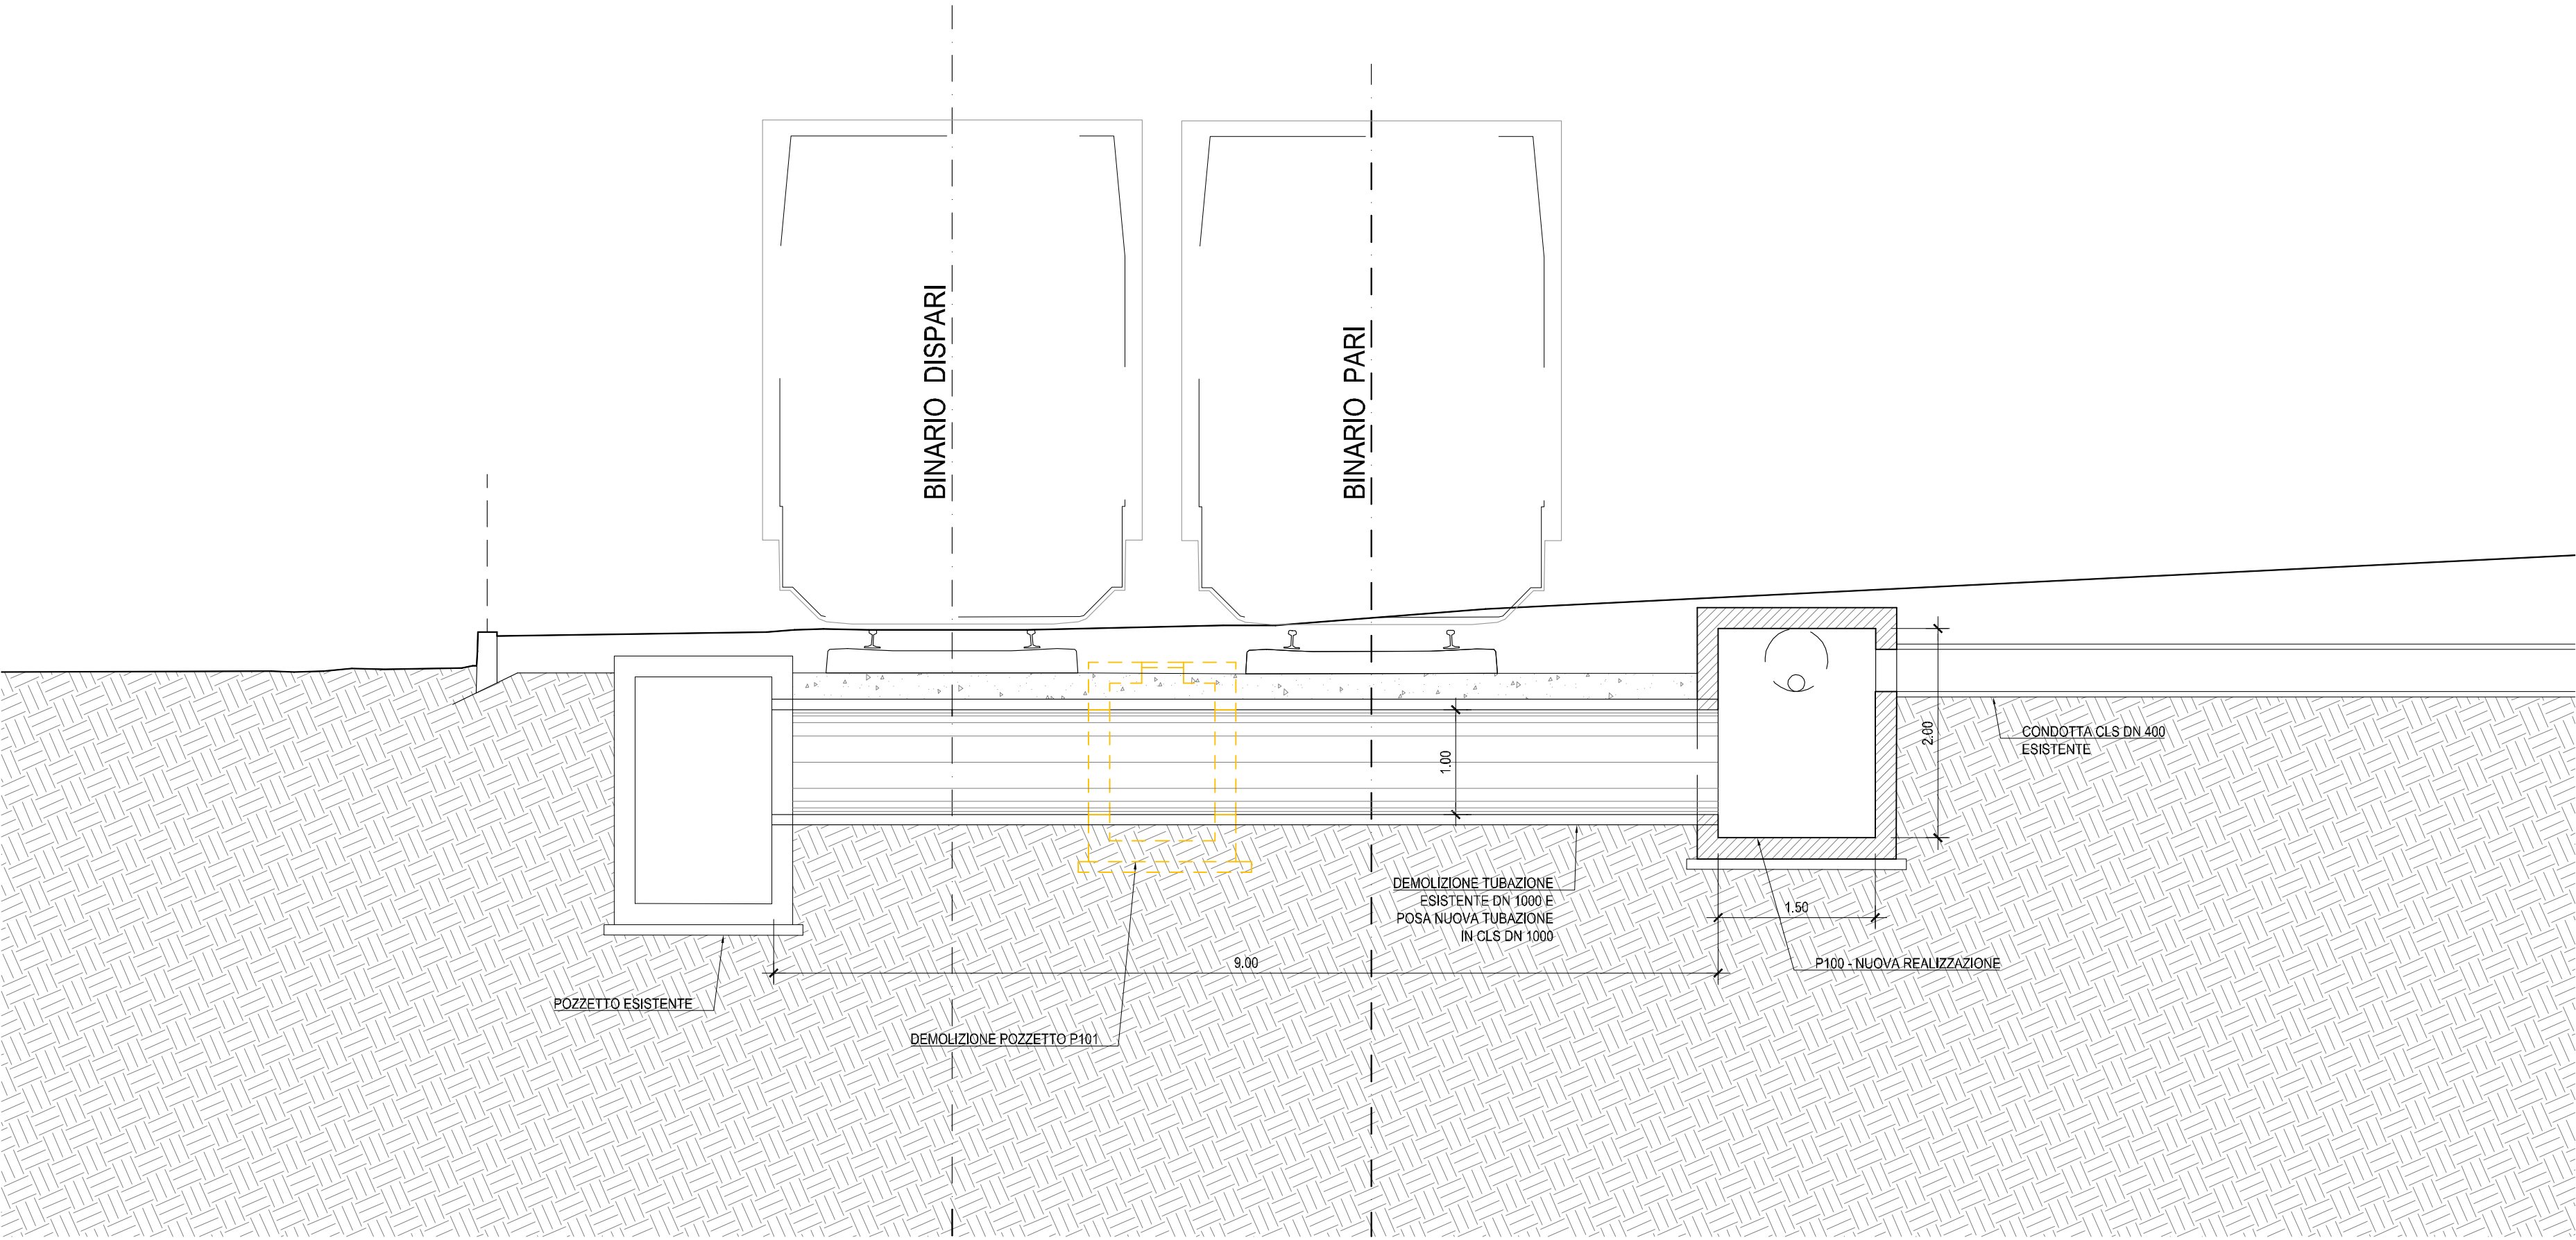 BINARIO DISPARI
BINARIO PARI
1.00
2.00
CONDOTTA CLS DN 400
ESISTENTE
DEMOLIZIONE TUBAZIONE
ESISTENTE DN 1000 E
POSA NUOVA TUBAZIONE
IN CLS DN 1000
1.50
9.00
P100 - NUOVA REALIZZAZIONE
POZZETTO ESISTENTE
DEMOLIZIONE POZZETTO P101